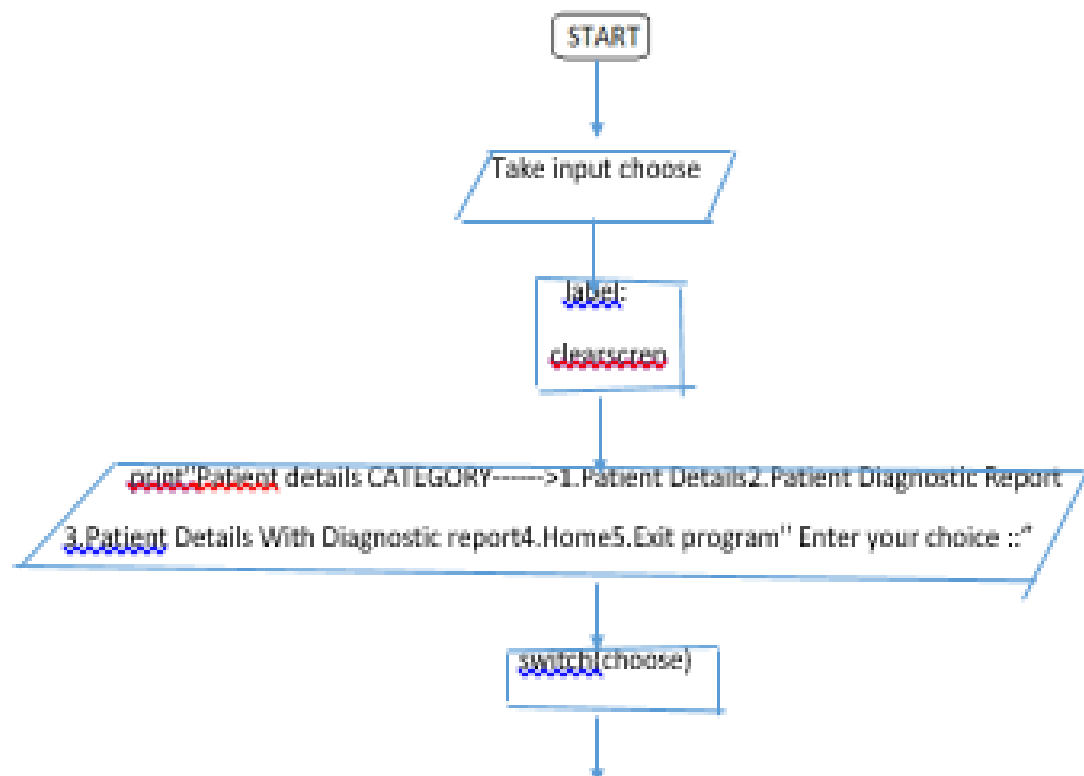 START
Take input choose
label:
clearscren
print"Patient details CATEGORY------>1.Patient Details2.Patient Diagnostic Report
3.Patient Details With Diagnostic report4.Home5.Exit program" Enter your choice ::"
switch(choose)